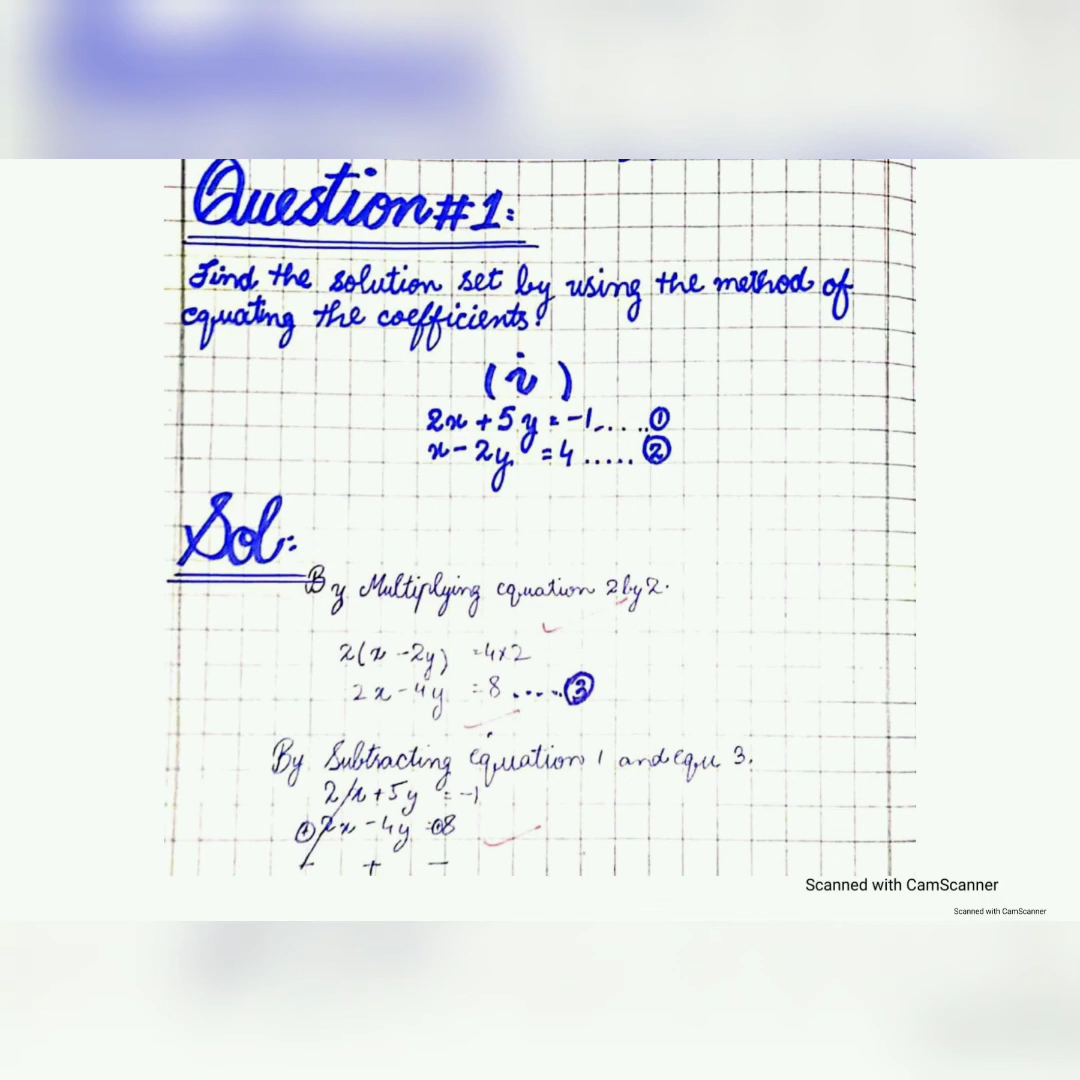 Question #1:
Find the solution set by using the method of
equating the coefficients?
(i)
2x + 5y = -1.....①
x - 2y = 4.....②
Sol:
By Multiplying equation 2 by 2.
2(x - 2y) = 4x2
2x - 4y = 8.....③
By Subtracting equation 1 and equ 3.
2x + 5y = -1
⊕2x - 4y = ⊕8
- + -
Scanned with CamScanner
Scanned with CamScanner